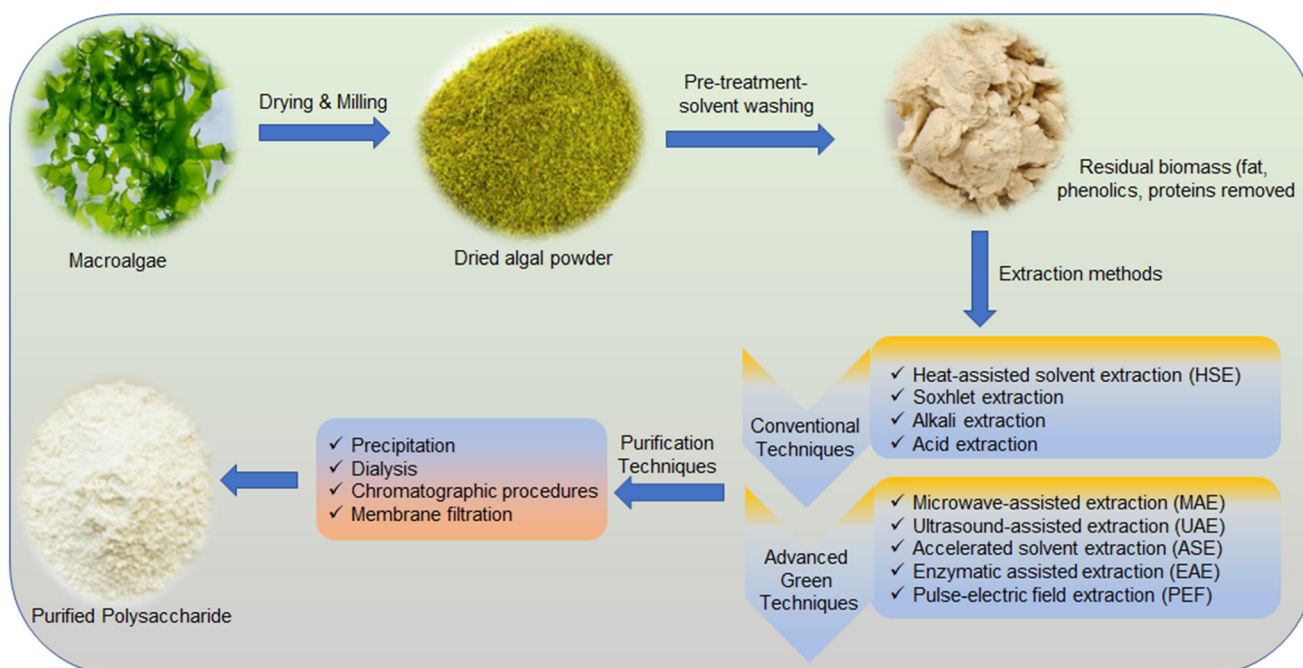 Drying & Milling
Pre-treatment-
solvent washing
Macroalgae
Dried algal powder
Residual biomass (fat,
phenolics, proteins removed
Extraction methods
Conventional
Techniques
✓ Heat-assisted solvent extraction (HSE)
✓ Soxhlet extraction
✓ Alkali extraction
✓ Acid extraction
Advanced
Green
Techniques
✓ Microwave-assisted extraction (MAE)
✓ Ultrasound-assisted extraction (UAE)
✓ Accelerated solvent extraction (ASE)
✓ Enzymatic assisted extraction (EAE)
✓ Pulse-electric field extraction (PEF)
Purification
Techniques
✓ Precipitation
✓ Dialysis
✓ Chromatographic procedures
✓ Membrane filtration
Purified Polysaccharide